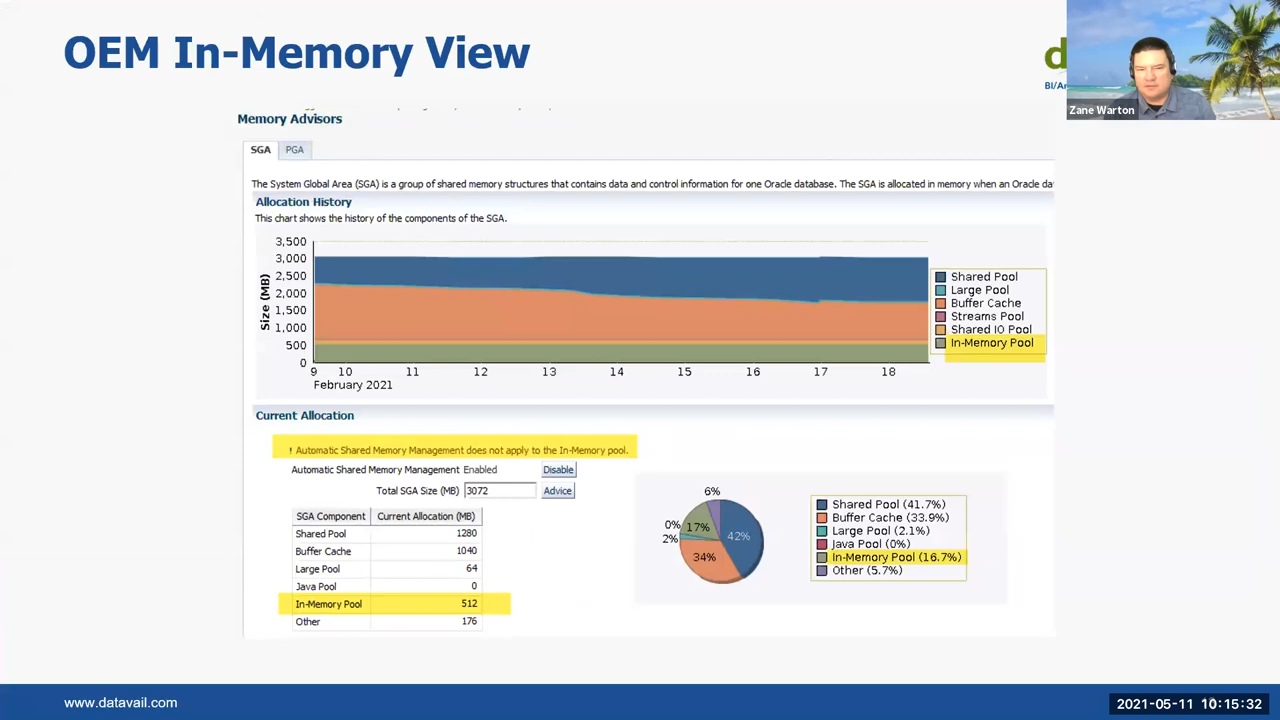 OEM In-Memory View
d
BI/An
Zane Warton
Memory Advisors
SGA
PGA
The System Global Area (SGA) is a group of shared memory structures that contains data and control information for one Oracle database. The SGA is allocated in memory when an Oracle da
Allocation History
This chart shows the history of the components of the SGA.
Size (MB)
3,500
3,000
2,500
2,000
1,500
1,000
500
0
9 10 11 12 13 14 15 16 17 18
February 2021
Shared Pool
Large Pool
Buffer Cache
Streams Pool
Shared IO Pool
In-Memory Pool
Current Allocation
! Automatic Shared Memory Management does not apply to the In-Memory pool.
Automatic Shared Memory Management Enabled Disable
Total SGA Size (MB) 3072 Advice
SGA Component Current Allocation (MB)
Shared Pool 1280
Buffer Cache 1040
Large Pool 64
Java Pool 0
In-Memory Pool 512
Other 176
6%
0%
17%
2%
42%
34%
Shared Pool (41.7%)
Buffer Cache (33.9%)
Large Pool (2.1%)
Java Pool (0%)
In-Memory Pool (16.7%)
Other (5.7%)
www.datavail.com
2021-05-11 10:15:32